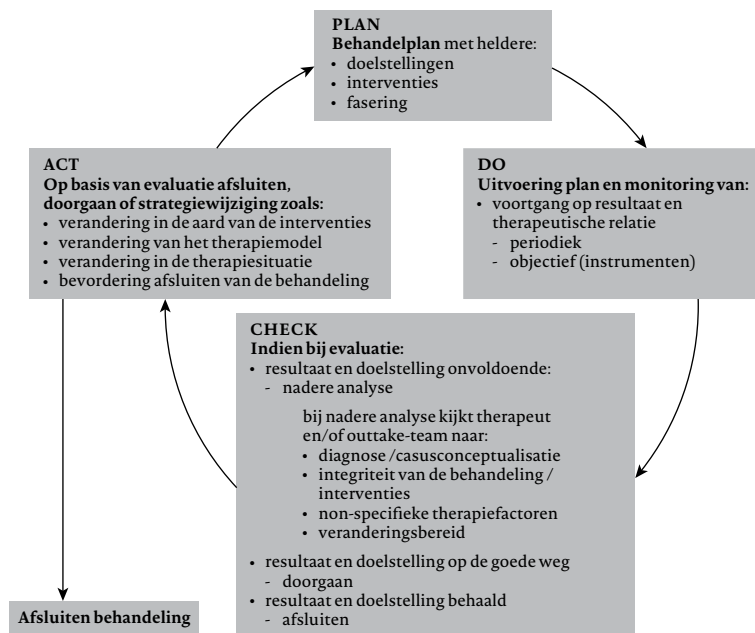 PLAN
Behandelplan met heldere:
• doelstellingen
• interventies
• fasering
ACT
Op basis van evaluatie afsluiten,
doorgaan of strategiewijziging zoals:
• verandering in de aard van de interventies
• verandering van het therapiemodel
• verandering in de therapiesituatie
• bevordering afsluiten van de behandeling
DO
Uitvoering plan en monitoring van:
• voortgang op resultaat en
therapeutische relatie
- periodiek
- objectief (instrumenten)
CHECK
Indien bij evaluatie:
• resultaat en doelstelling onvoldoende:
- nadere analyse
bij nadere analyse kijkt therapeut
en/of outtake-team naar:
• diagnose /casusconceptualisatie
• integriteit van de behandeling /
interventies
• non-specifieke therapiefactoren
• veranderingsbereid
• resultaat en doelstelling op de goede weg
- doorgaan
• resultaat en doelstelling behaald
- afsluiten
Afsluiten behandeling